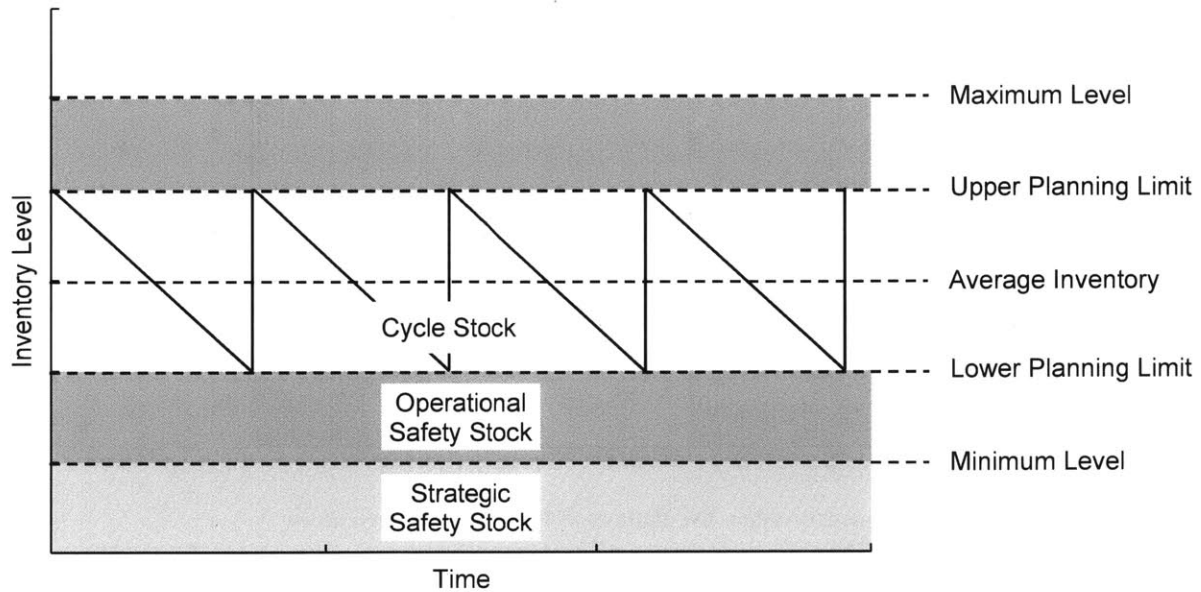 Maximum Level
Upper Planning Limit
Inventory Level
Average Inventory
Cycle Stock
Lower Planning Limit
Operational
Safety Stock
Minimum Level
Strategic
Safety Stock
Time